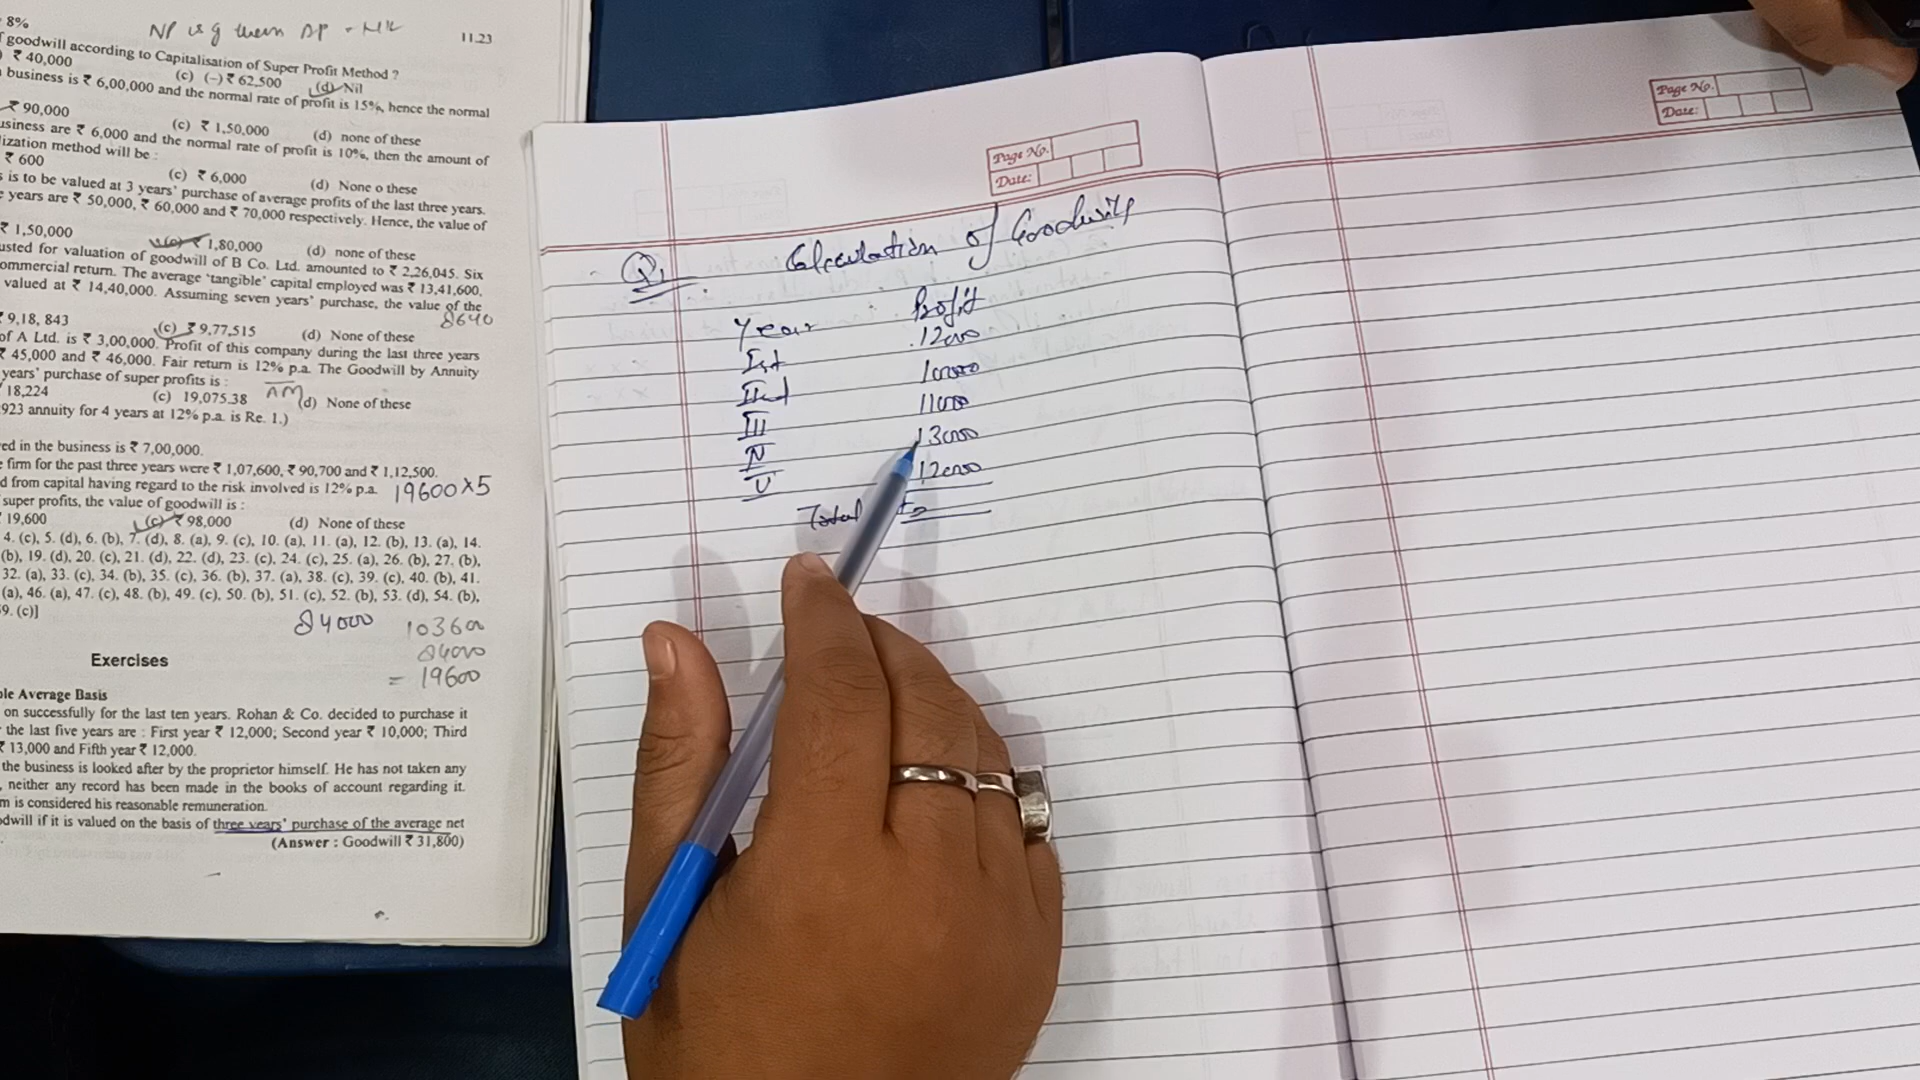 8%
NP is
11.23
goodwill according to Capitalisation of Super Profit Method ?
₹ 40,000 (c) (-) ₹ 62,500 (d) Nil
business is ₹ 6,00,000 and the normal rate of profit is 15%, hence the normal
₹ 90,000 (c) ₹ 1,50,000 (d) none of these
usiness are ₹ 6,000 and the normal rate of profit is 10%, then the amount of
lization method will be :
₹ 600 (c) ₹ 6,000 (d) None o these
s is to be valued at 3 years' purchase of average profits of the last three years.
e years are ₹ 50,000, ₹ 60,000 and ₹ 70,000 respectively. Hence, the value of
₹ 1,50,000 (c) ₹ 1,80,000 (d) none of these
usted for valuation of goodwill of B Co. Ltd. amounted to ₹ 2,26,045. Six
ommercial return. The average 'tangible' capital employed was ₹ 13,41,600,
valued at ₹ 14,40,000. Assuming seven years' purchase, the value of the
8640
₹ 9,18, 843 (c) ₹ 9,77,515 (d) None of these
of A Ltd. is ₹ 3,00,000. Profit of this company during the last three years
₹ 45,000 and ₹ 46,000. Fair return is 12% p.a. The Goodwill by Annuity
years' purchase of super profits is :
18,224 (c) 19,075.38 AM (d) None of these
923 annuity for 4 years at 12% p.a. is Re. 1.)
ed in the business is ₹ 7,00,000.
e firm for the past three years were ₹ 1,07,600, ₹ 90,700 and ₹ 1,12,500.
d from capital having regard to the risk involved is 12% p.a. 19600×5
super profits, the value of goodwill is :
19,600 (c) ₹ 98,000 (d) None of these
4. (c), 5. (d), 6. (b), 7. (d), 8. (a), 9. (c), 10. (a), 11. (a), 12. (b), 13. (a), 14.
(b), 19. (d), 20. (c), 21. (d), 22. (d), 23. (c), 24. (c), 25. (a), 26. (b), 27. (b),
32. (a), 33. (c), 34. (b), 35. (c), 36. (b), 37. (a), 38. (c), 39. (c), 40. (b), 41.
(a), 46. (a), 47. (c), 48. (b), 49. (c), 50. (b), 51. (c), 52. (b), 53. (d), 54. (b),
9. (c)]
84000 103600
84000
= 19600
Exercises
le Average Basis
on successfully for the last ten years. Rohan & Co. decided to purchase it
the last five years are : First year ₹ 12,000; Second year ₹ 10,000; Third
₹ 13,000 and Fifth year ₹ 12,000.
the business is looked after by the proprietor himself. He has not taken any
, neither any record has been made in the books of account regarding it.
m is considered his reasonable remuneration.
odwill if it is valued on the basis of three years' purchase of the average net
(Answer : Goodwill ₹ 31,800)
Page No.
Date:
Q1. Calculation of Goodwill
Year Profit
Ist 12000
IInd 10000
III 11000
IV 13000
V 12000
Total
Page No.
Date: